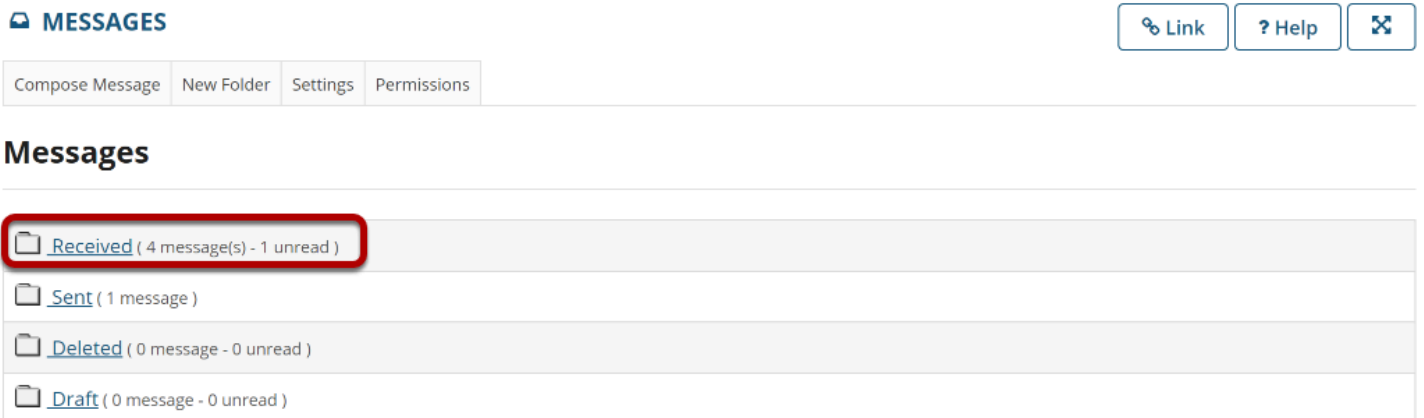 MESSAGES
Link
? Help
Compose Message New Folder Settings Permissions
Messages
Received ( 4 message(s) - 1 unread )
Sent ( 1 message )
Deleted ( 0 message - 0 unread )
Draft ( 0 message - 0 unread )